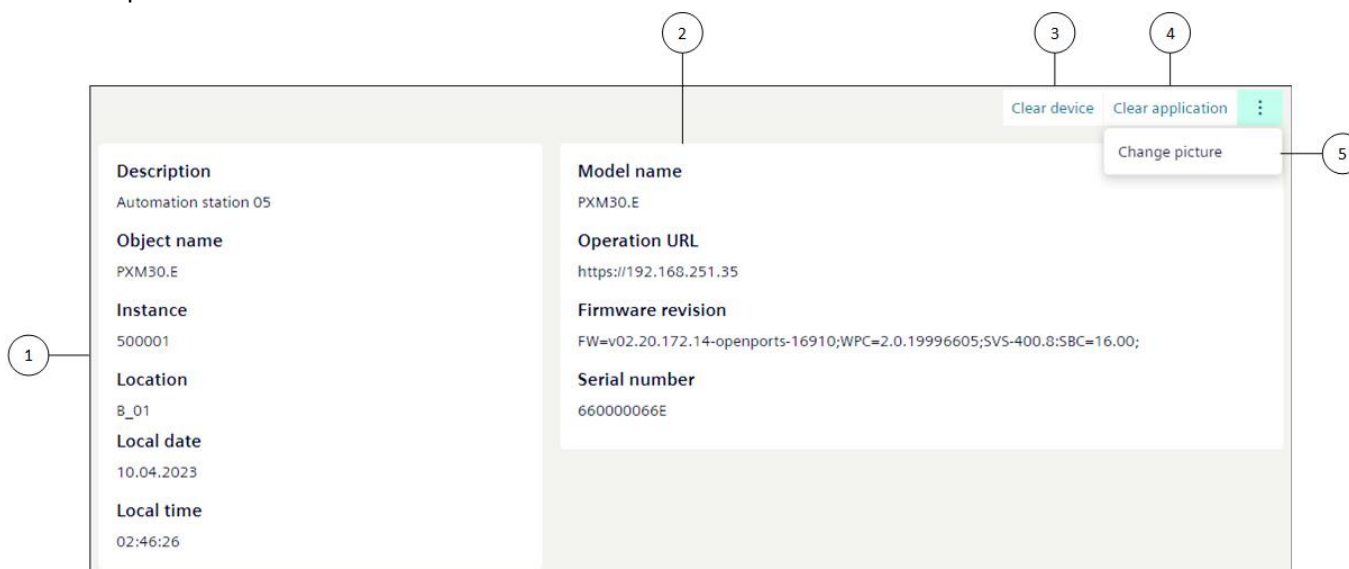 2
3
4
Clear device
Clear application
Change picture
5
Description
Automation station 05
Object name
PXM30.E
Instance
500001
1
Location
B_01
Local date
10.04.2023
Local time
02:46:26
Model name
PXM30.E
Operation URL
https://192.168.251.35
Firmware revision
FW=v02.20.172.14-openports-16910;WPC=2.0.19996605;SVS-400.8:SBC=16.00;
Serial number
660000066E